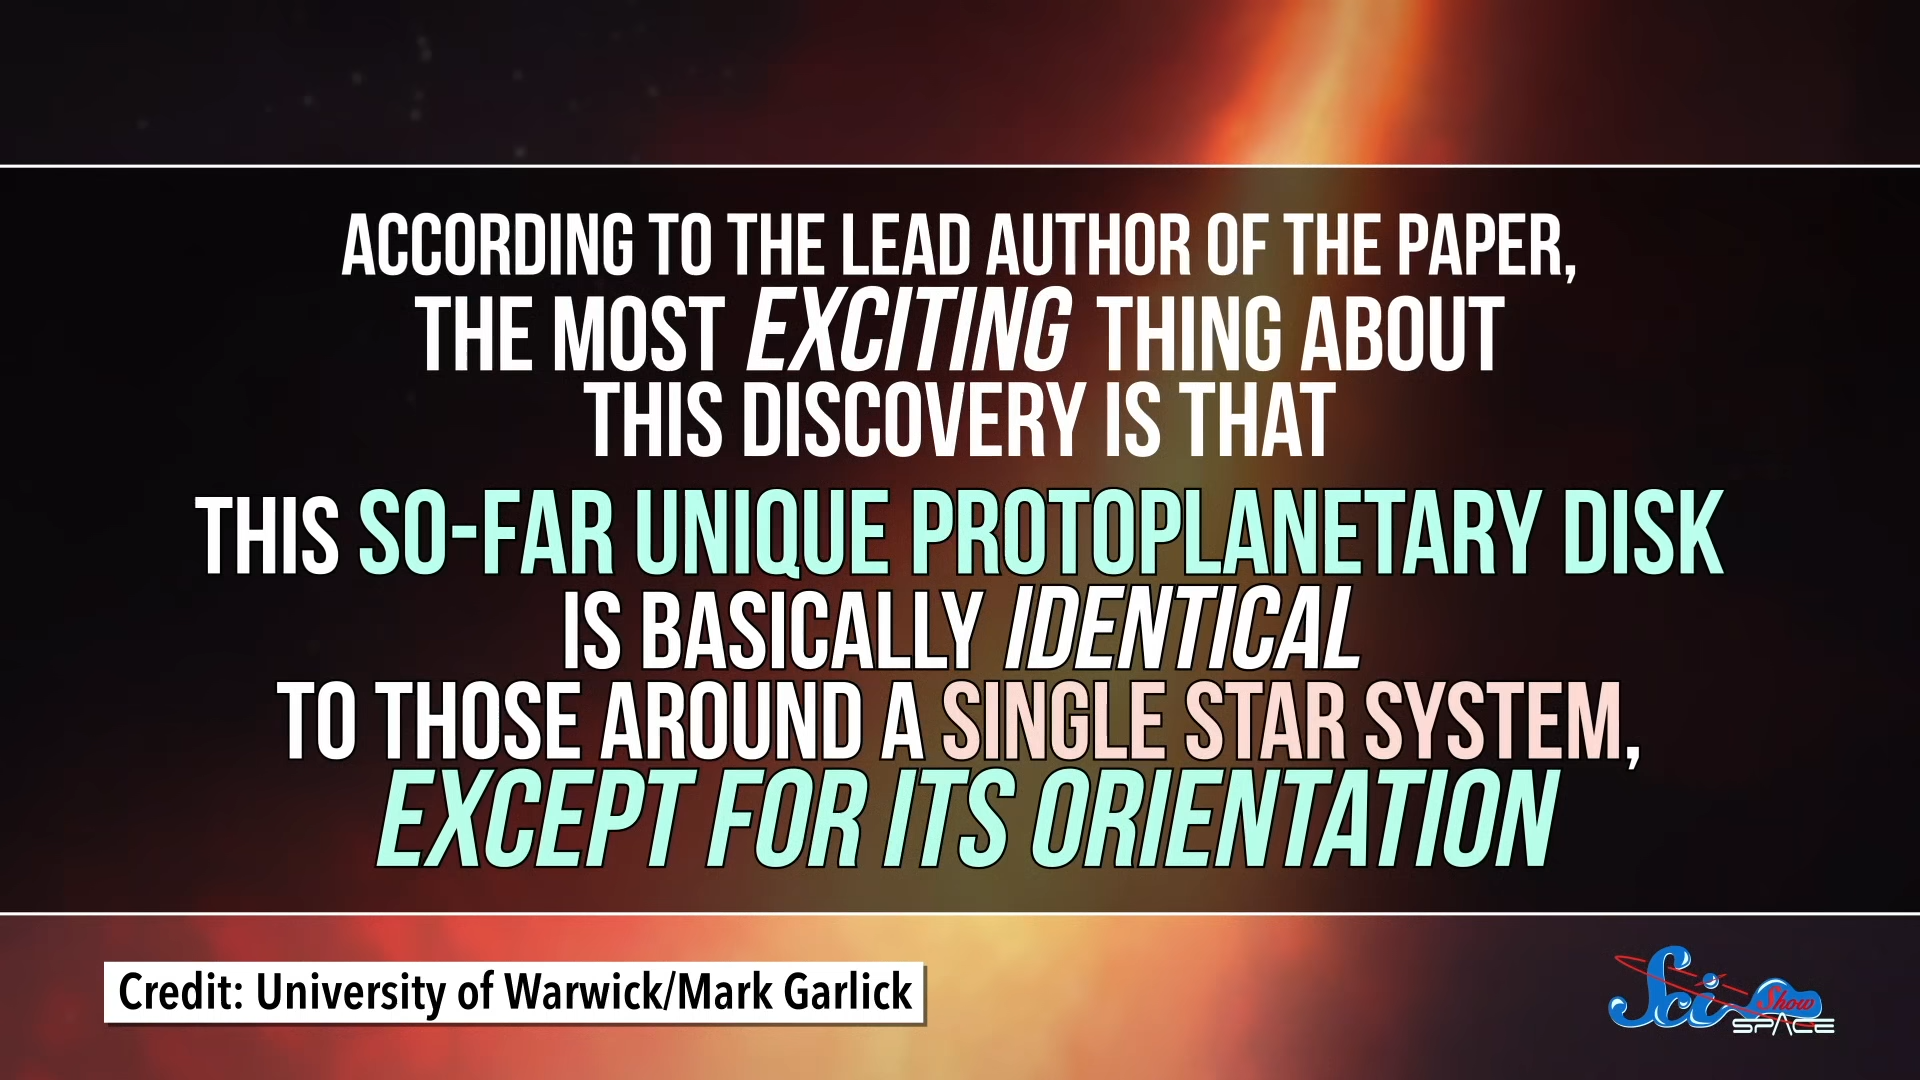 ACCORDING TO THE LEAD AUTHOR OF THE PAPER,
THE MOST EXCITING THING ABOUT
THIS DISCOVERY IS THAT
THIS SO-FAR UNIQUE PROTOPLANETARY DISK
IS BASICALLY IDENTICAL
TO THOSE AROUND A SINGLE STAR SYSTEM,
EXCEPT FOR ITS ORIENTATION
Credit: University of Warwick/Mark Garlick
Sci Show
SPACE